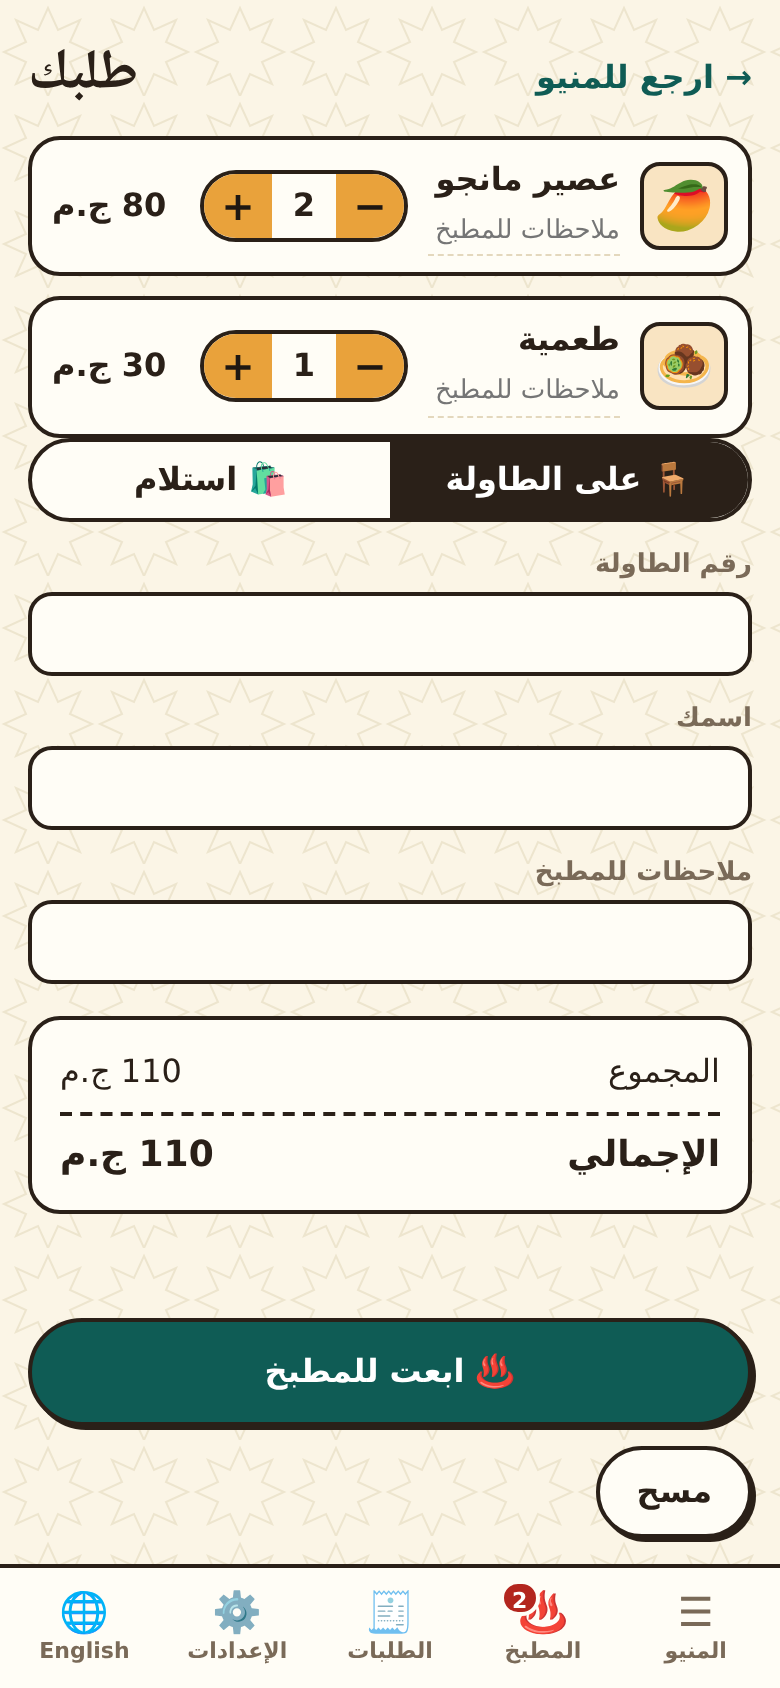 → ارجع للمنيو
طلبك
عصير مانجو
ملاحظات للمطبخ
− 2 +
80 ج.م
طعمية
ملاحظات للمطبخ
− 1 +
30 ج.م
على الطاولة
استلام
رقم الطاولة
اسمك
ملاحظات للمطبخ
المجموع 110 ج.م
الإجمالي 110 ج.م
ابعت للمطبخ
مسح
المنيو
2
المطبخ
الطلبات
الإعدادات
English